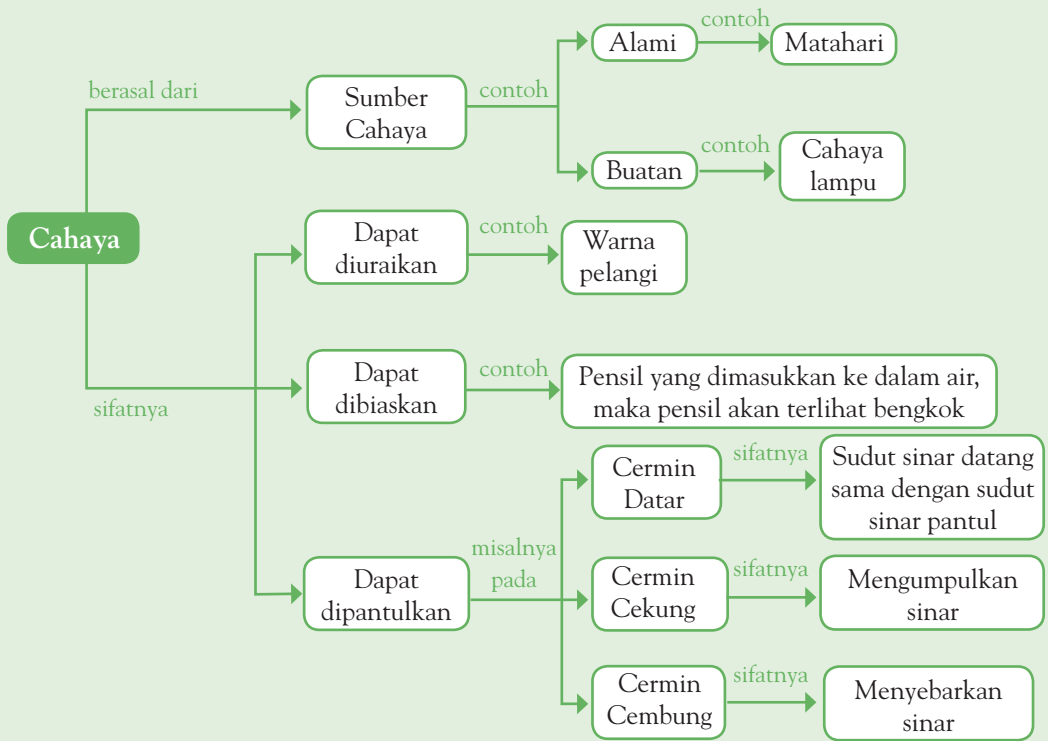 contoh
Alami
Matahari
berasal dari
Sumber
Cahaya
contoh
contoh
Buatan
Cahaya
lampu
Cahaya
Dapat
diuraikan
contoh
Warna
pelangi
sifatnya
Dapat
dibiaskan
contoh
Pensil yang dimasukkan ke dalam air,
maka pensil akan terlihat bengkok
Dapat
dipantulkan
misalnya
pada
Cermin
Datar
sifatnya
Sudut sinar datang
sama dengan sudut
sinar pantul
Cermin
Cekung
sifatnya
Mengumpulkan
sinar
Cermin
Cembung
sifatnya
Menyebarkan
sinar